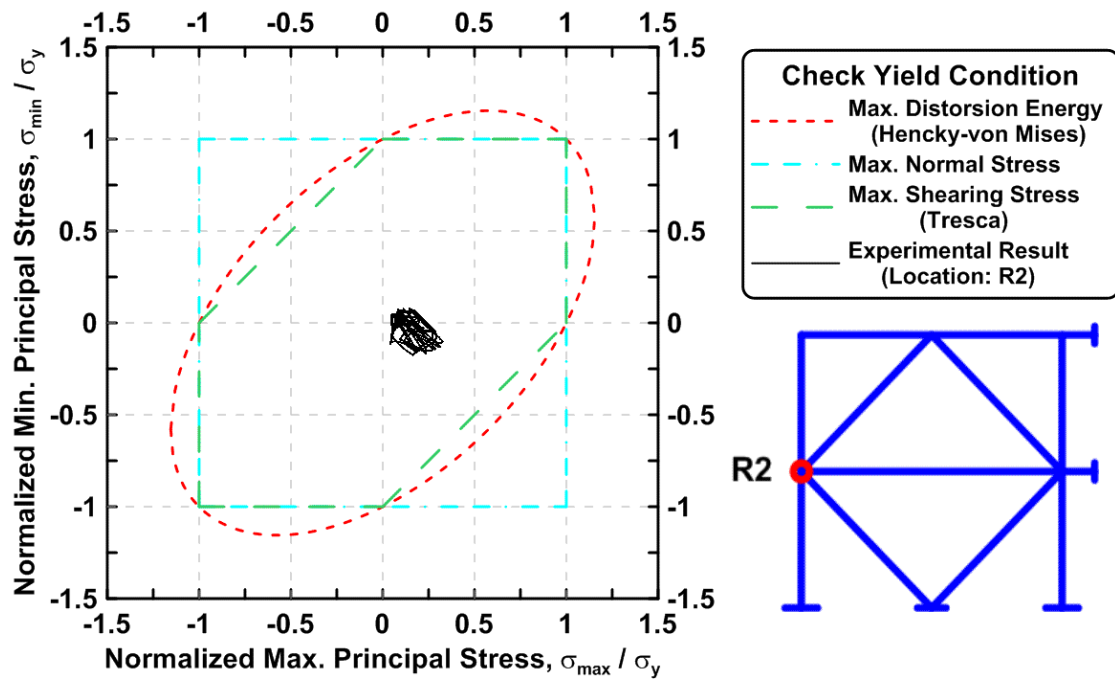 -1.5 -1 -0.5 0 0.5 1 1.5
1.5 1.5
1 1
0.5 0.5
0 0
-0.5 -0.5
-1 -1
-1.5 -1.5
-1.5 -1 -0.5 0 0.5 1 1.5
Normalized Max. Principal Stress, σmax / σy
Normalized Min. Principal Stress, σmin / σy
Check Yield Condition
Max. Distorsion Energy
(Hencky-von Mises)
Max. Normal Stress
Max. Shearing Stress
(Tresca)
Experimental Result
(Location: R2)
R2